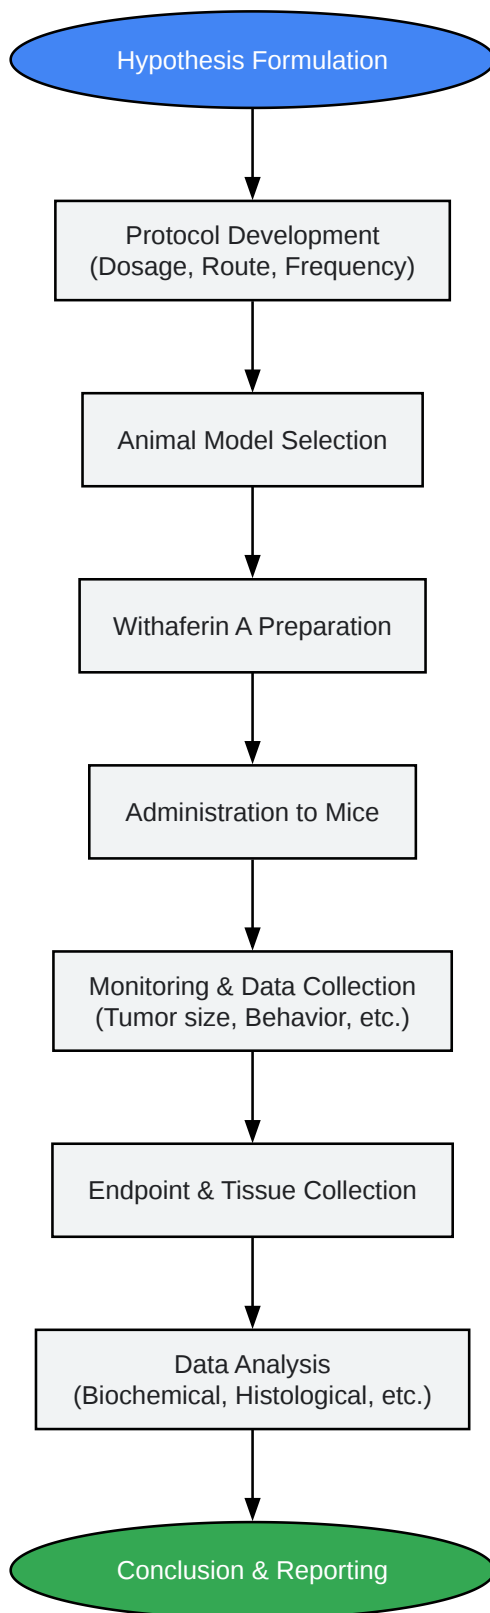 Hypothesis Formulation
Protocol Development
(Dosage, Route, Frequency)
Animal Model Selection
Withaferin A Preparation
Administration to Mice
Monitoring & Data Collection
(Tumor size, Behavior, etc.)
Endpoint & Tissue Collection
Data Analysis
(Biochemical, Histological, etc.)
Conclusion & Reporting